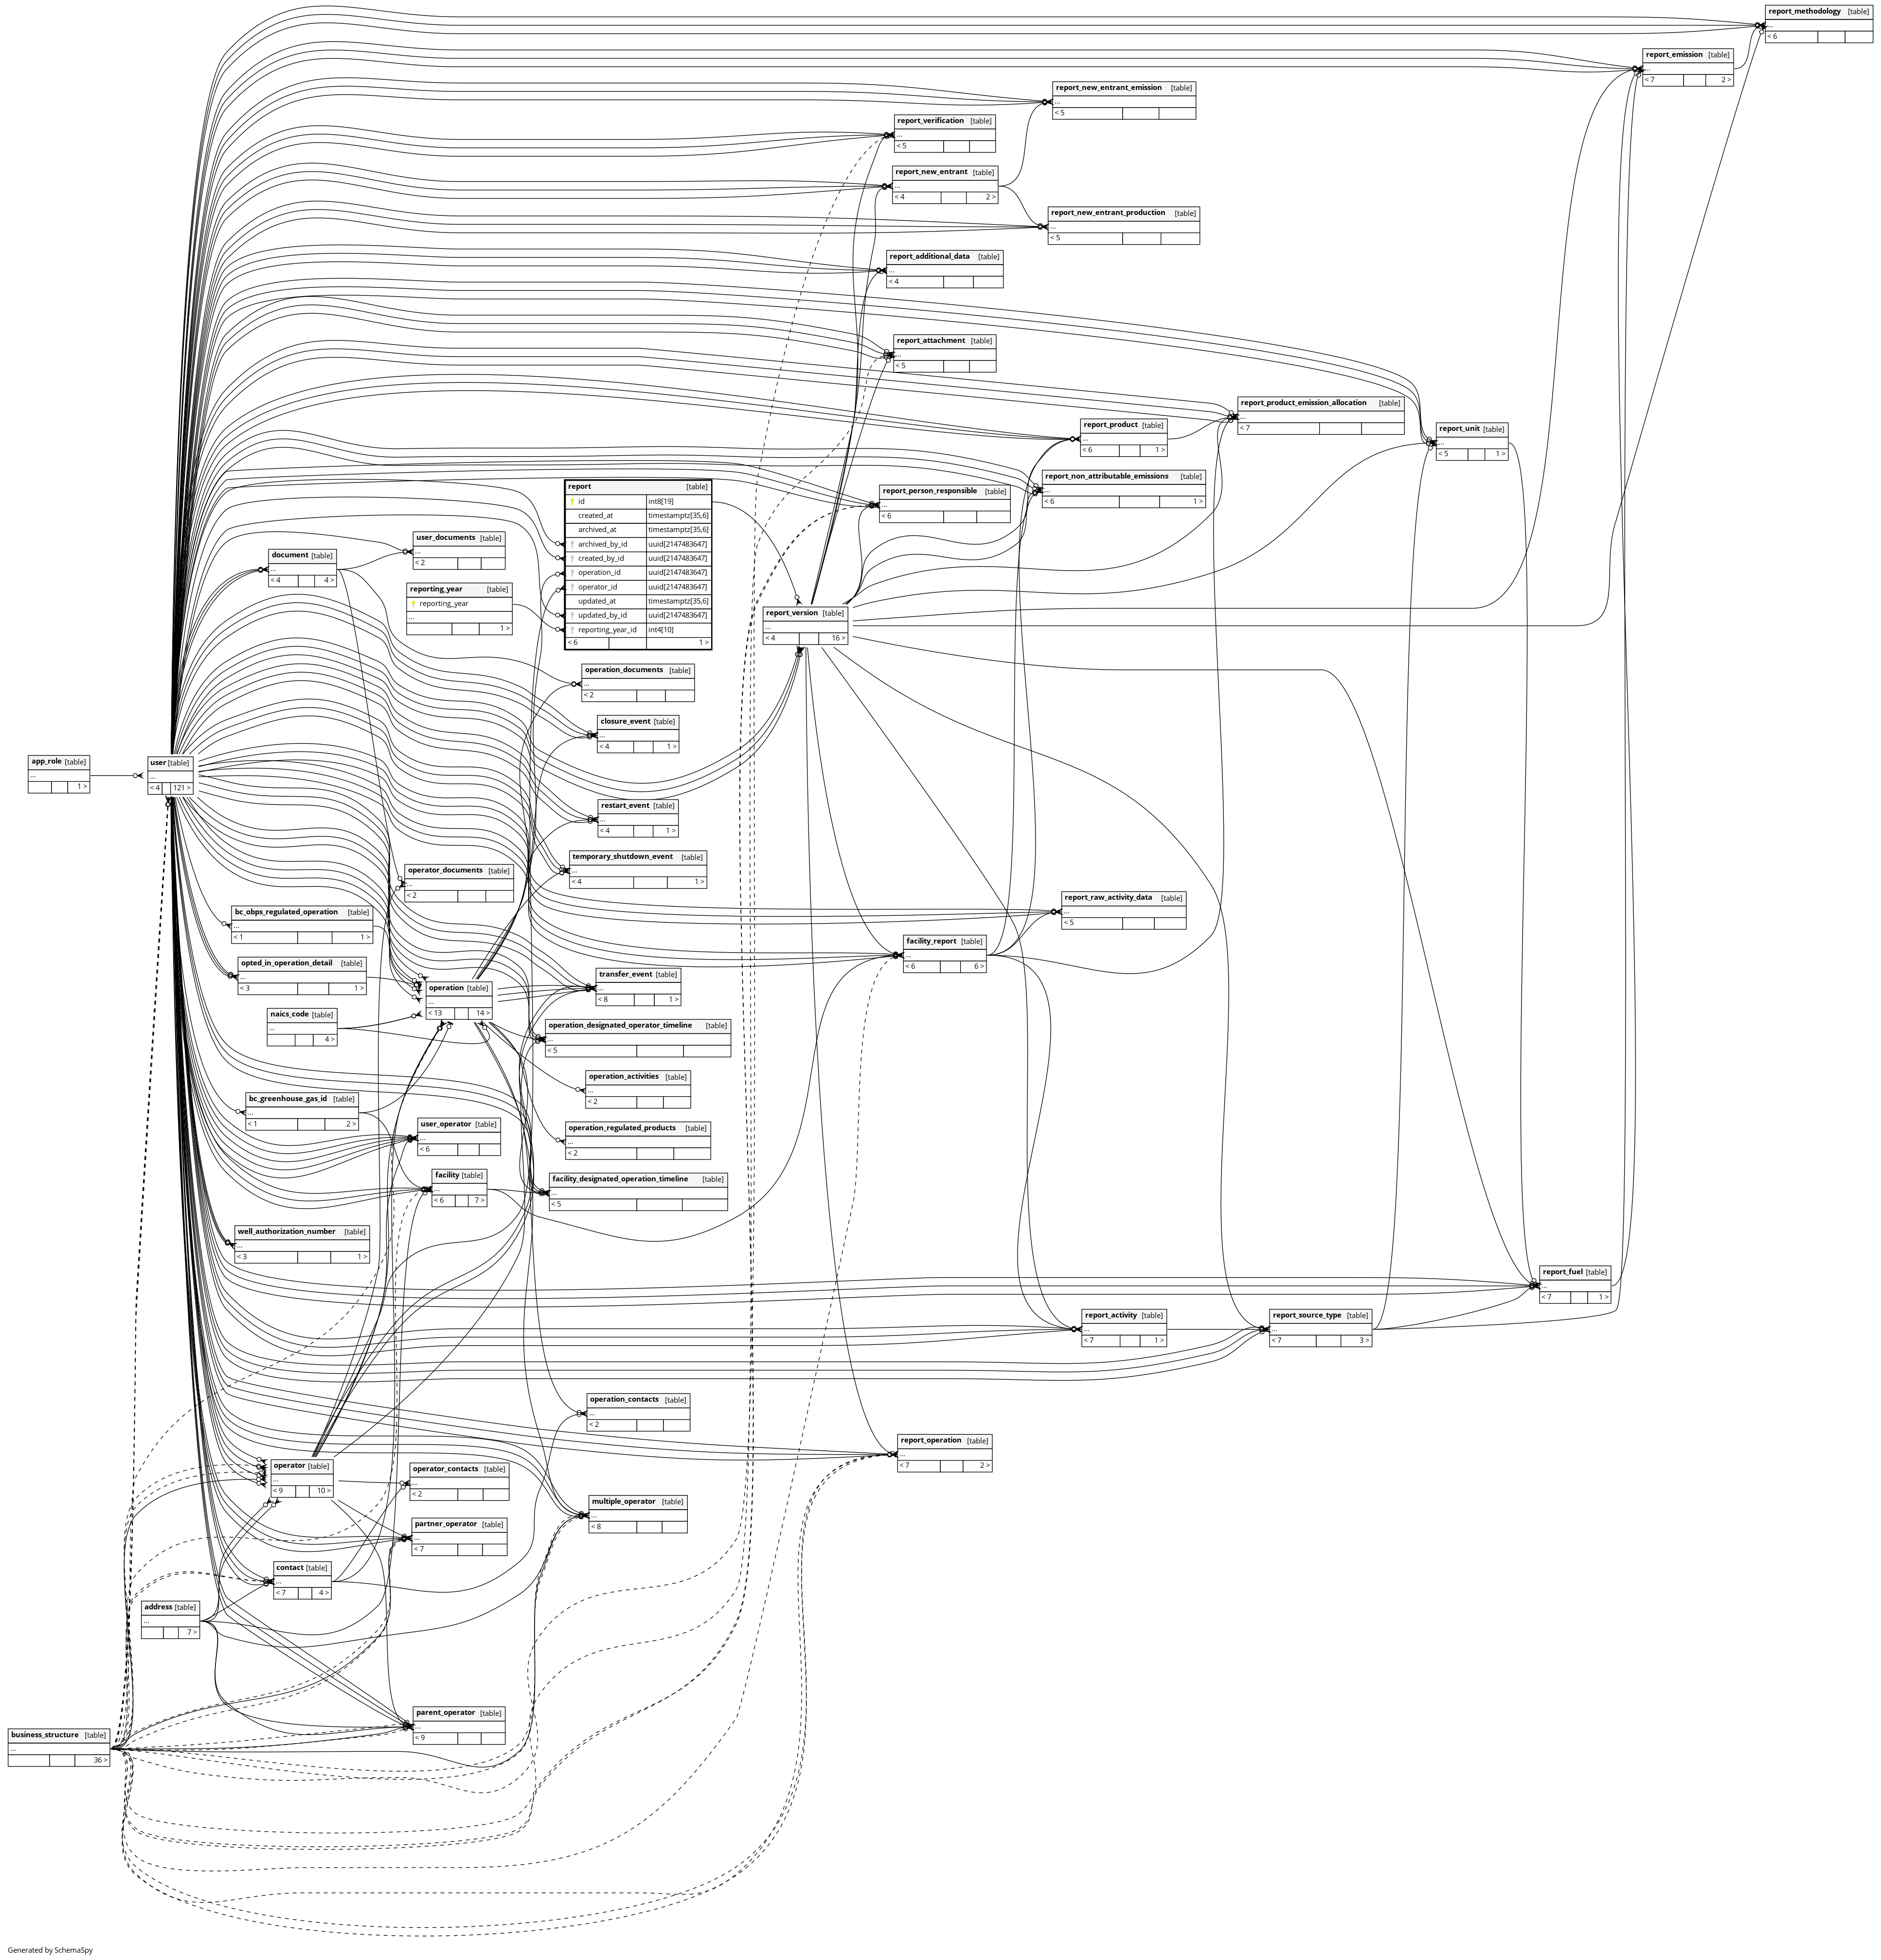 report_methodology [table]
...
< 6
report_emission [table]
...
< 7 2 >
report_new_entrant_emission [table]
...
< 5
report_verification [table]
...
< 5
report_new_entrant [table]
...
< 4 2 >
report_new_entrant_production [table]
...
< 5
report_additional_data [table]
...
< 4
report_attachment [table]
...
< 5
report_product_emission_allocation [table]
...
< 7
report_product [table]
...
< 6 1 >
report_unit [table]
...
< 5 1 >
report_non_attributable_emissions [table]
...
< 6 1 >
report_person_responsible [table]
...
< 6
report [table]
id int8[19]
created_at timestamptz[35,6]
archived_at timestamptz[35,6]
archived_by_id uuid[2147483647]
created_by_id uuid[2147483647]
operation_id uuid[2147483647]
operator_id uuid[2147483647]
updated_at timestamptz[35,6]
updated_by_id uuid[2147483647]
reporting_year_id int4[10]
< 6 1 >
user_documents [table]
...
< 2
document [table]
...
< 4 4 >
reporting_year [table]
reporting_year
...
1 >
report_version [table]
...
< 4 16 >
operation_documents [table]
...
< 2
closure_event [table]
...
< 4 1 >
app_role [table]
...
1 >
user [table]
...
< 4 121 >
restart_event [table]
...
< 4 1 >
temporary_shutdown_event [table]
...
< 4 1 >
operator_documents [table]
...
< 2
report_raw_activity_data [table]
...
< 5
bc_obps_regulated_operation [table]
...
< 1 1 >
facility_report [table]
...
< 6 6 >
opted_in_operation_detail [table]
...
< 3 1 >
transfer_event [table]
...
< 8 1 >
operation [table]
...
< 13 14 >
naics_code [table]
...
4 >
operation_designated_operator_timeline [table]
...
< 5
operation_activities [table]
...
< 2
bc_greenhouse_gas_id [table]
...
< 1 2 >
user_operator [table]
...
< 6
operation_regulated_products [table]
...
< 2
facility [table]
...
< 6 7 >
facility_designated_operation_timeline [table]
...
< 5
well_authorization_number [table]
...
< 3 1 >
report_fuel [table]
...
< 7 1 >
report_activity [table]
...
< 7 1 >
report_source_type [table]
...
< 7 3 >
operation_contacts [table]
...
< 2
report_operation [table]
...
< 7 2 >
operator [table]
...
< 9 10 >
operator_contacts [table]
...
< 2
multiple_operator [table]
...
< 8
partner_operator [table]
...
< 7
contact [table]
...
< 7 4 >
address [table]
...
7 >
parent_operator [table]
...
< 9
business_structure [table]
...
36 >
Generated by SchemaSpy